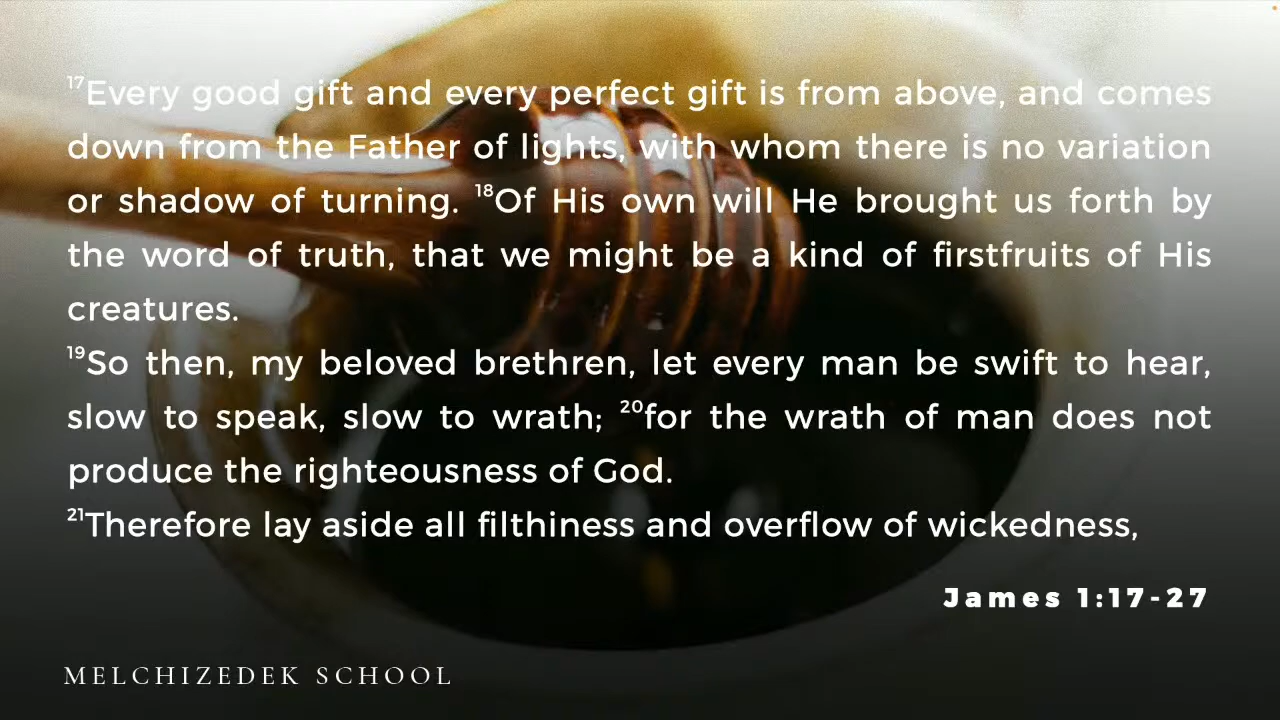 ¹⁷Every good gift and every perfect gift is from above, and comes
down from the Father of lights, with whom there is no variation
or shadow of turning. ¹⁸Of His own will He brought us forth by
the word of truth, that we might be a kind of firstfruits of His
creatures.
¹⁹So then, my beloved brethren, let every man be swift to hear,
slow to speak, slow to wrath; ²⁰for the wrath of man does not
produce the righteousness of God.
²¹Therefore lay aside all filthiness and overflow of wickedness,
James 1:17-27
MELCHIZEDEK SCHOOL